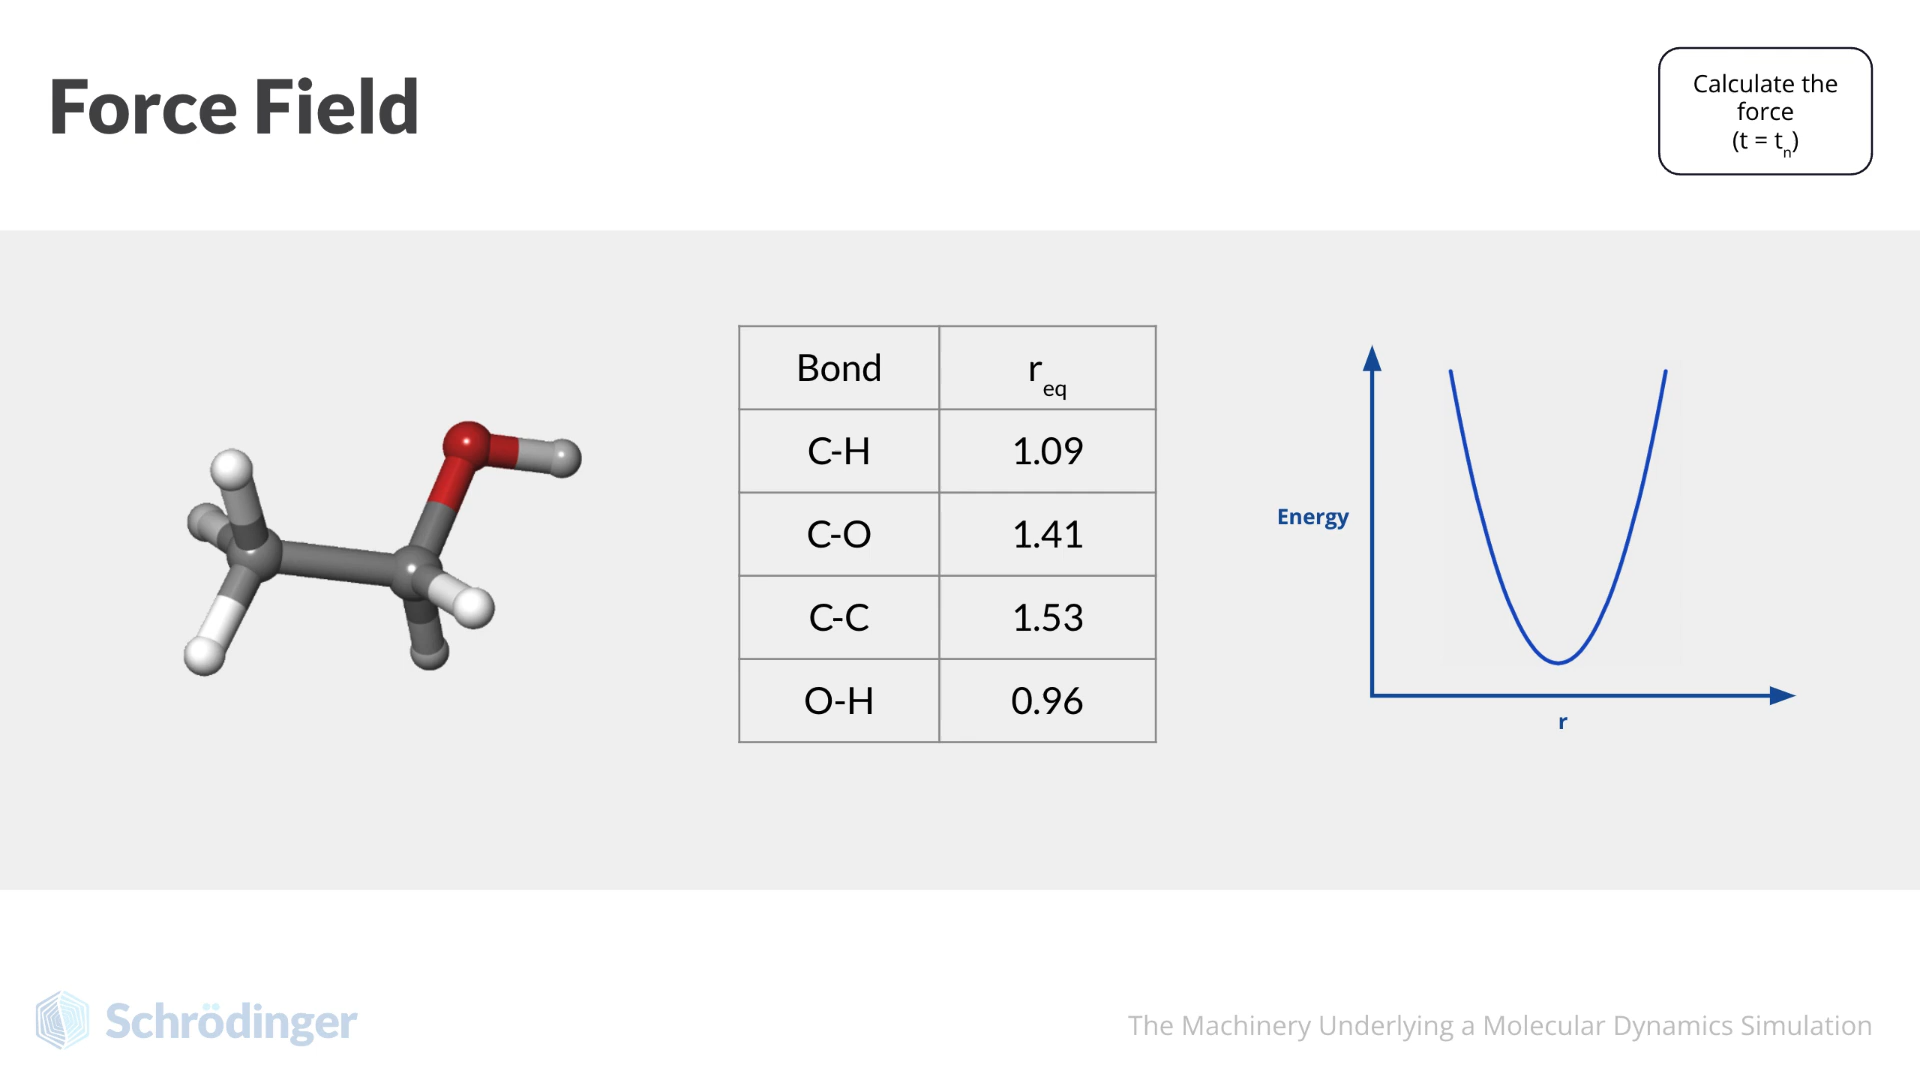 Force Field
Calculate the
force
(t = tn)
Bond req
C-H 1.09
C-O 1.41
C-C 1.53
O-H 0.96
Energy
r
Schrödinger
The Machinery Underlying a Molecular Dynamics Simulation